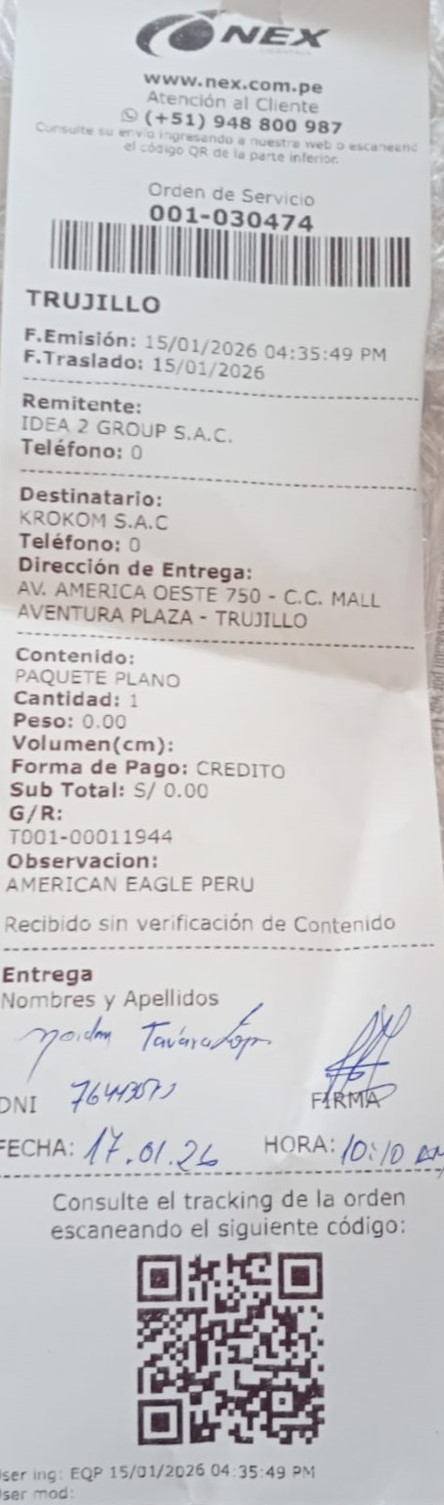 NEX
www.nex.com.pe
Atención al Cliente
(+51) 948 800 987
Consulte su envío ingresando a nuestra web o escaneand
el código QR de la parte inferior.
Orden de Servicio
001-030474
TRUJILLO
F.Emisión: 15/01/2026 04:35:49 PM
F.Traslado: 15/01/2026
Remitente:
IDEA 2 GROUP S.A.C.
Teléfono: 0
Destinatario:
KROKOM S.A.C
Teléfono: 0
Dirección de Entrega:
AV. AMERICA OESTE 750 - C.C. MALL
AVENTURA PLAZA - TRUJILLO
Contenido:
PAQUETE PLANO
Cantidad: 1
Peso: 0.00
Volumen(cm):
Forma de Pago: CREDITO
Sub Total: S/ 0.00
G/R:
T001-00011944
Observacion:
AMERICAN EAGLE PERU
Recibido sin verificación de Contenido
Entrega
Nombres y Apellidos
Tavara
DNI
FIRMA
FECHA: 17.01.26 HORA: 10:10 am
Consulte el tracking de la orden
escaneando el siguiente código:
ser ing: EQP 15/01/2026 04:35:49 PM
ser mod: